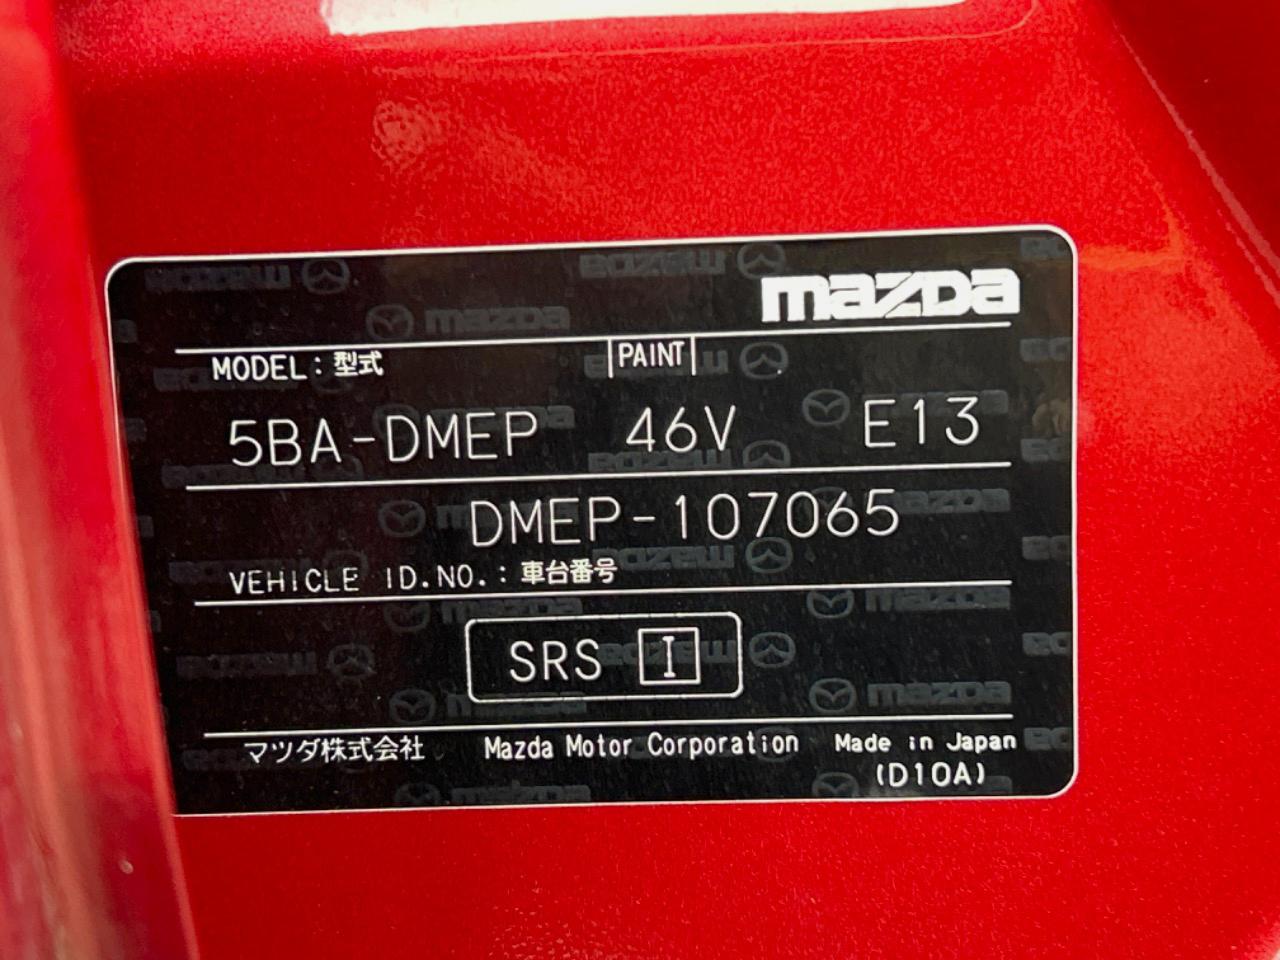 mazda
MODEL : 型式 PAINT
5BA-DMEP 46V E13
DMEP-107065
VEHICLE ID.NO. : 車台番号
SRS I
マツダ株式会社 Mazda Motor Corporation Made in Japan
(D10A)